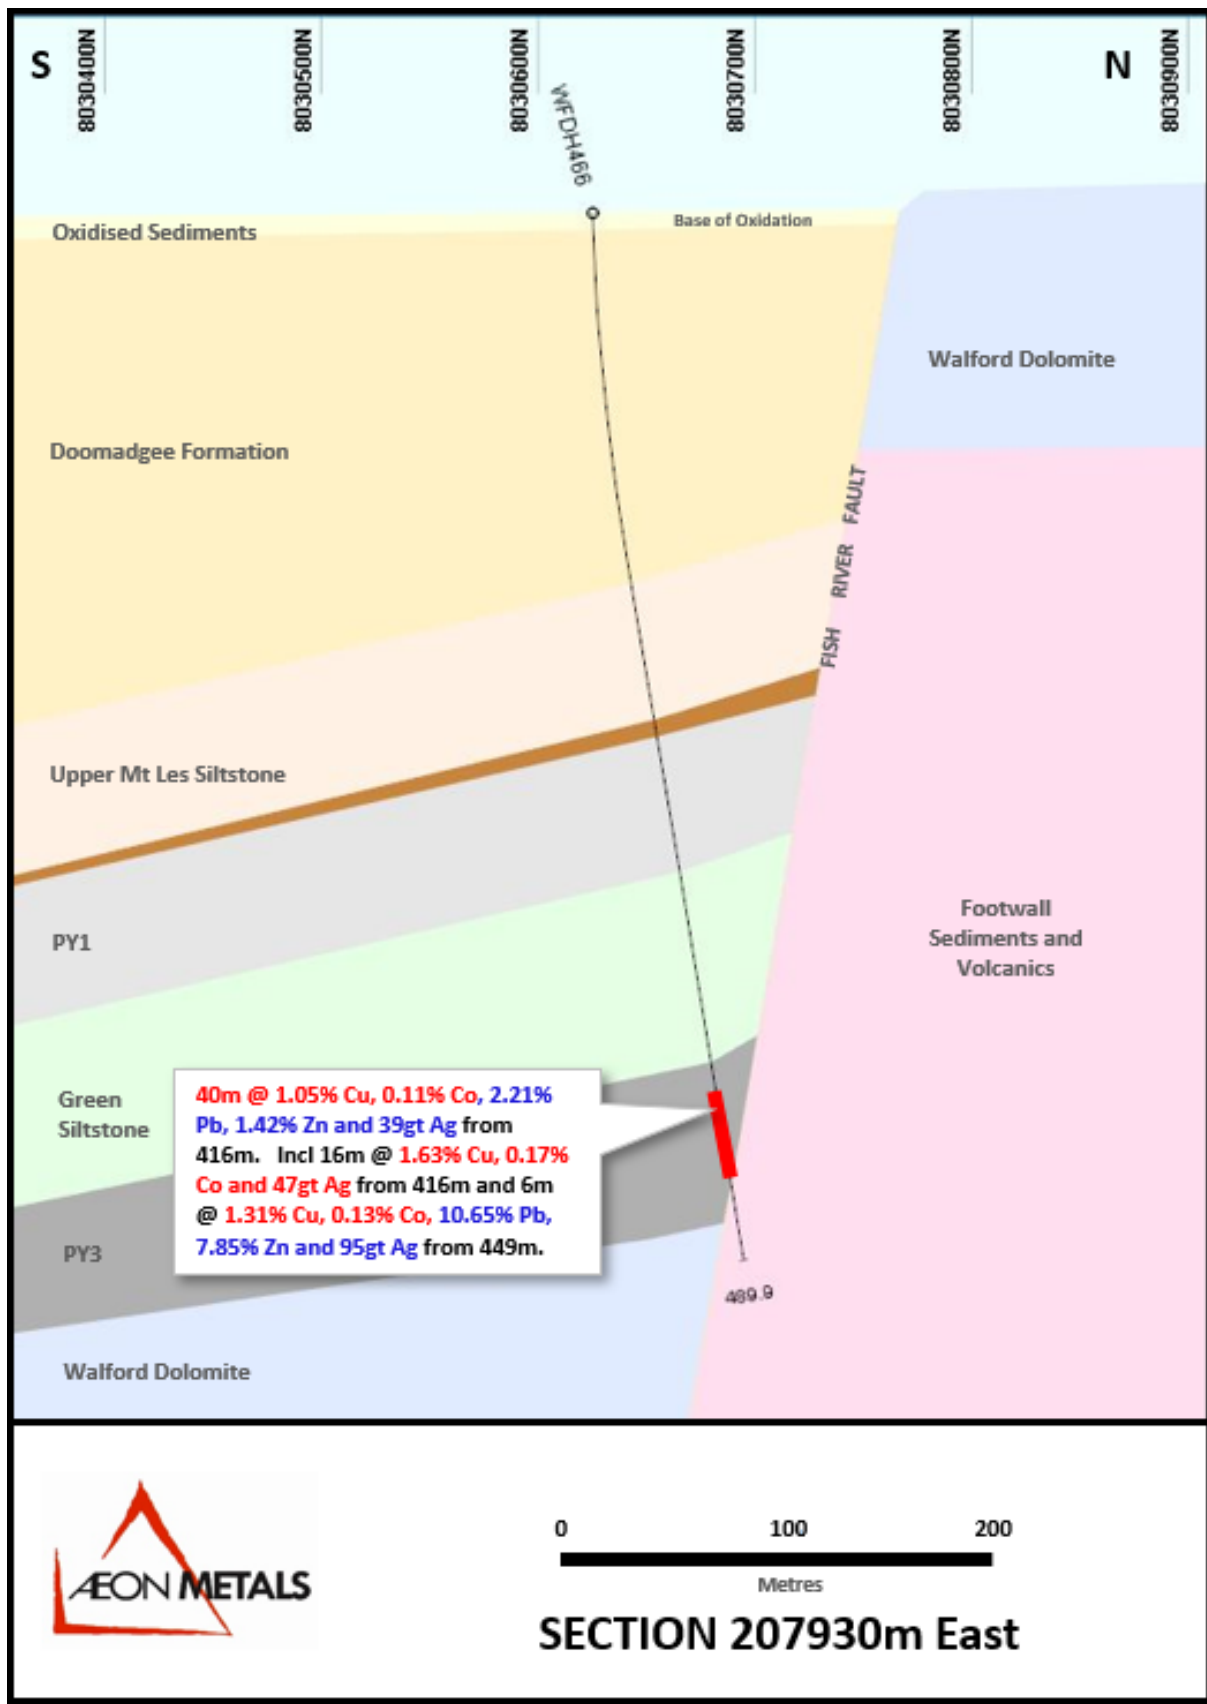 S
8030400N
8030500N
8030600N
8030700N
8030800N
N
8030900N
WFDH466
Oxidised Sediments
Base of Oxidation
Walford Dolomite
Doomadgee Formation
FISH RIVER FAULT
Upper Mt Les Siltstone
Footwall
Sediments and
Volcanics
PY1
Green
Siltstone
40m @ 1.05% Cu, 0.11% Co, 2.21%
Pb, 1.42% Zn and 39gt Ag from
416m. Incl 16m @ 1.63% Cu, 0.17%
Co and 47gt Ag from 416m and 6m
@ 1.31% Cu, 0.13% Co, 10.65% Pb,
7.85% Zn and 95gt Ag from 449m.
PY3
489.9
Walford Dolomite
ÆON METALS
0 100 200
Metres
SECTION 207930m East